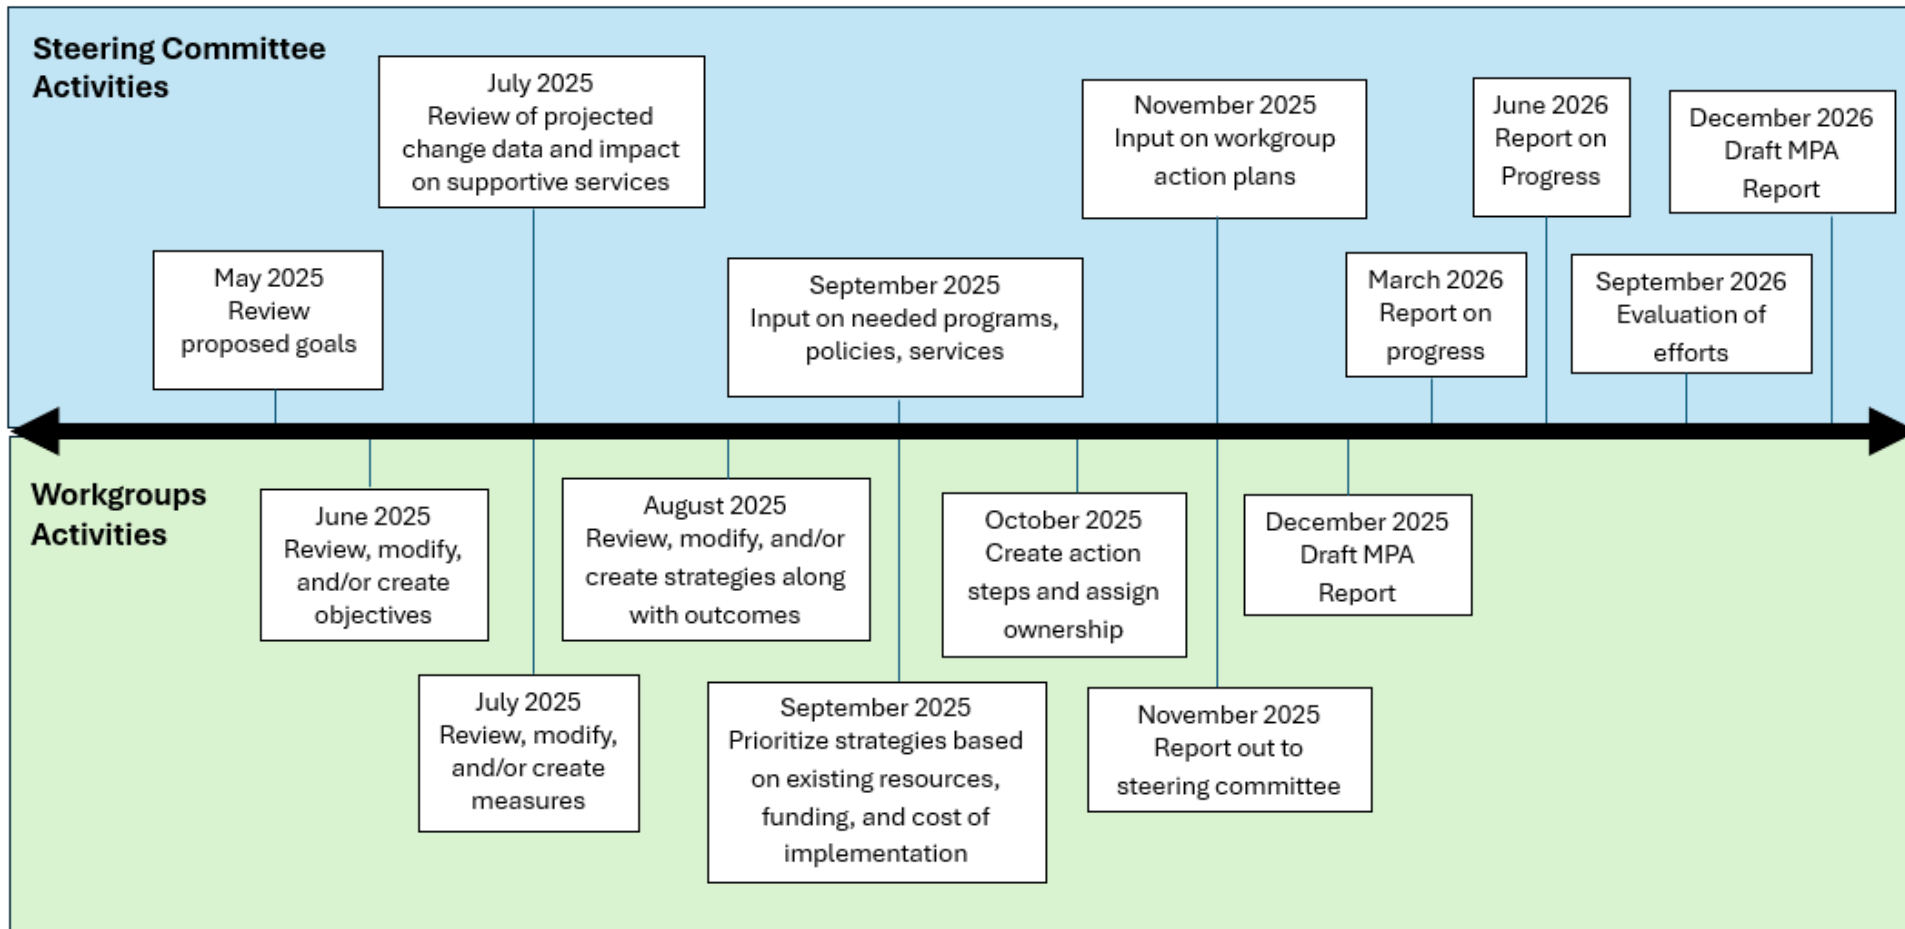 Steering Committee
Activities
July 2025
Review of projected
change data and impact
on supportive services
November 2025
Input on workgroup
action plans
June 2026
Report on
Progress
December 2026
Draft MPA
Report
May 2025
Review
proposed goals
September 2025
Input on needed programs,
policies, services
March 2026
Report on
progress
September 2026
Evaluation of
efforts
Workgroups
Activities
June 2025
Review, modify,
and/or create
objectives
August 2025
Review, modify, and/or
create strategies along
with outcomes
October 2025
Create action
steps and assign
ownership
December 2025
Draft MPA
Report
July 2025
Review, modify,
and/or create
measures
September 2025
Prioritize strategies based
on existing resources,
funding, and cost of
implementation
November 2025
Report out to
steering committee